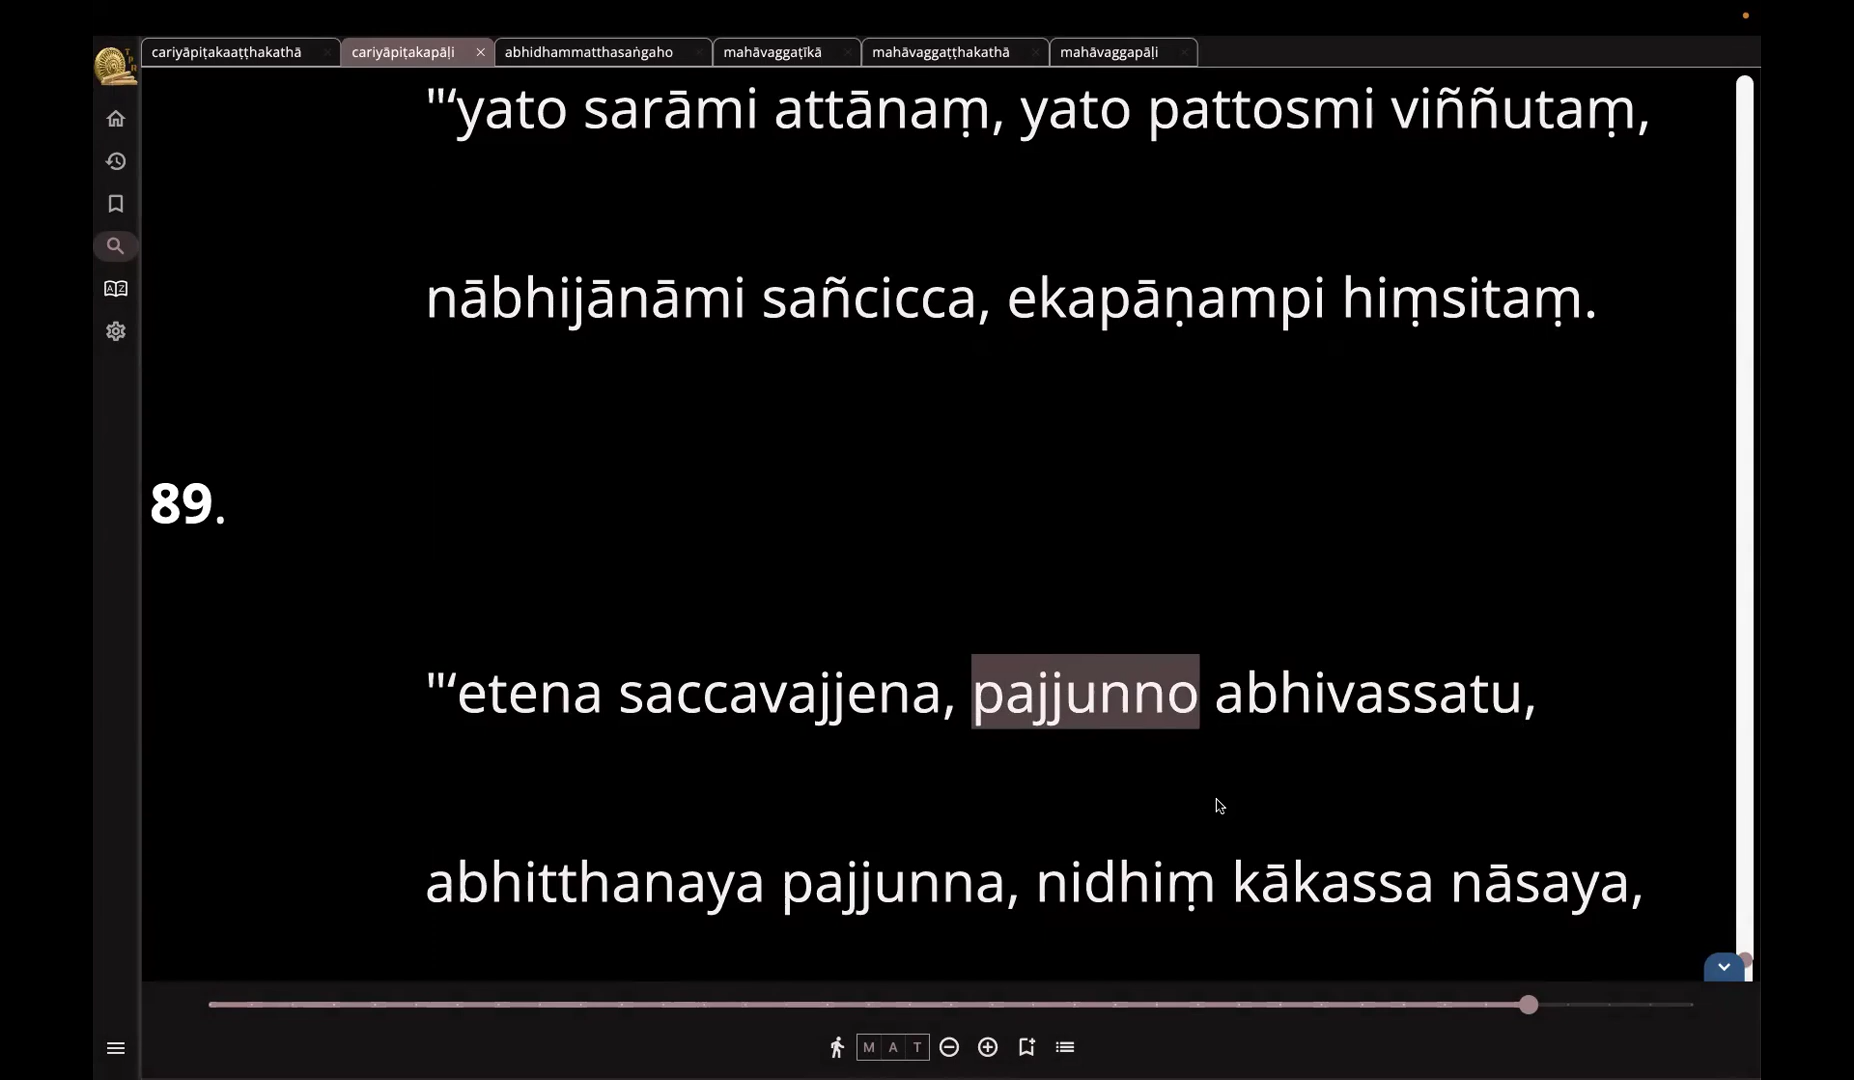 cariyāpiṭakaaṭṭhakathā
cariyāpiṭakapāḷi
abhidhammatthasaṅgaho
mahāvaggaṭīkā
mahāvaggaṭṭhakathā
mahāvaggapāḷi
"‘yato sarāmi attānaṃ, yato pattosmi viññutaṃ,
nābhijānāmi sañcicca, ekapāṇampi hiṃsitaṃ.
89.
"‘etena saccavajjena, pajjunno abhivassatu,
abhitthanaya pajjunna, nidhiṃ kākassa nāsaya,
M A T